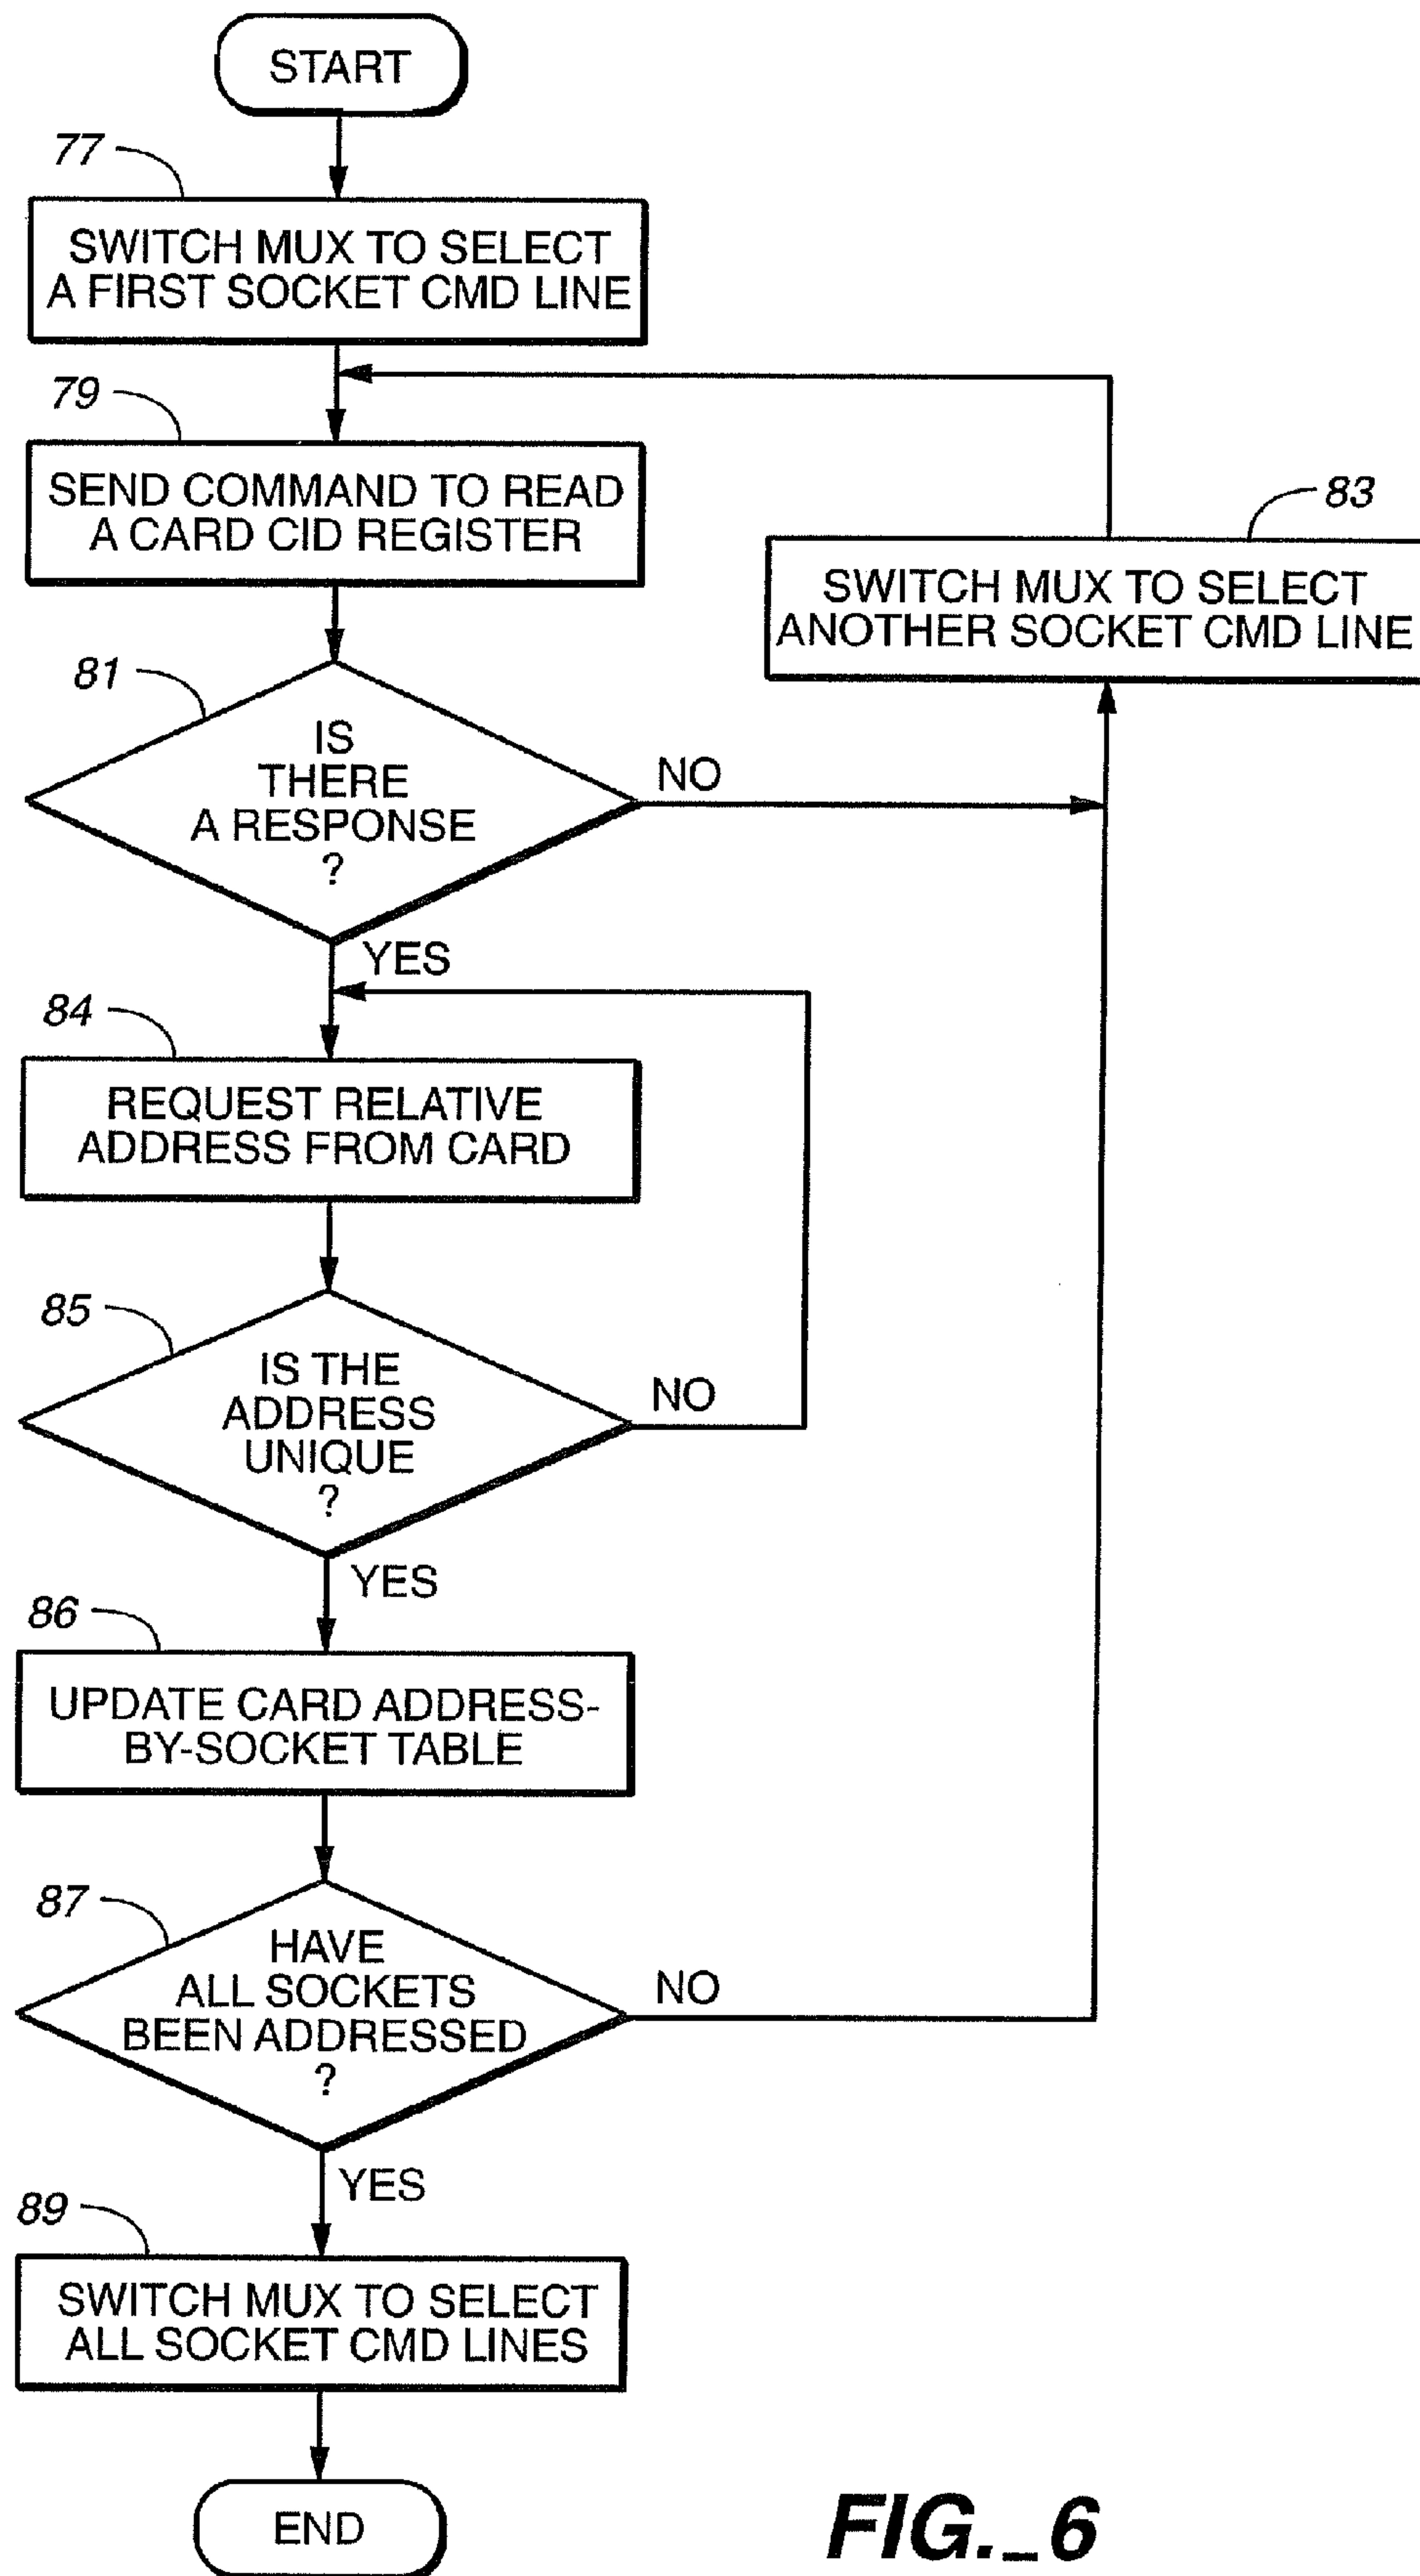 START
77
SWITCH MUX TO SELECT
A FIRST SOCKET CMD LINE
79
SEND COMMAND TO READ
A CARD CID REGISTER
83
SWITCH MUX TO SELECT
ANOTHER SOCKET CMD LINE
81
IS
THERE
A RESPONSE
?
NO
YES
84
REQUEST RELATIVE
ADDRESS FROM CARD
85
IS THE
ADDRESS
UNIQUE
?
NO
YES
86
UPDATE CARD ADDRESS-
BY-SOCKET TABLE
87
HAVE
ALL SOCKETS
BEEN ADDRESSED
?
NO
YES
89
SWITCH MUX TO SELECT
ALL SOCKET CMD LINES
END
FIG._6